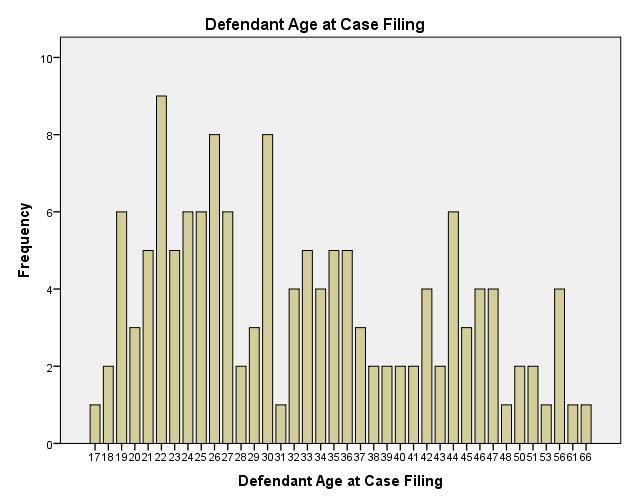 Defendant Age at Case Filing
10
8
6
4
2
0
Frequency
17 18 19 20 21 22 23 24 25 26 27 28 29 30 31 32 33 34 35 36 37 38 39 40 41 42 43 44 45 46 47 48 50 51 53 56 61 66
Defendant Age at Case Filing